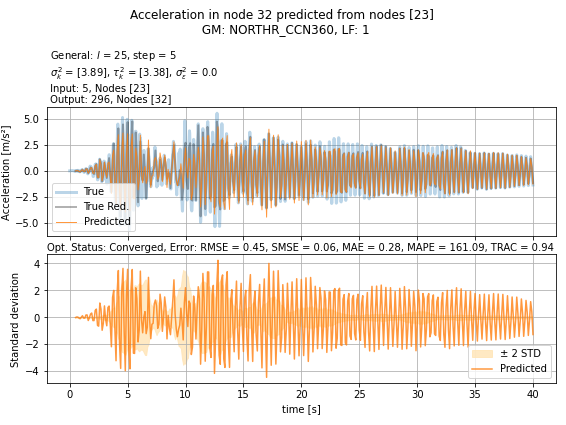 Acceleration in node 32 predicted from nodes [23]
GM: NORTHR_CCN360, LF: 1
General: l = 25, step = 5
σ²ₖ = [3.89], τ²ₖ = [3.38], σ²ₑ = 0.0
Input: 5, Nodes [23]
Output: 296, Nodes [32]
Acceleration [m/s²]
5.0
2.5
0.0
−2.5
−5.0
True
True Red.
Predicted
Opt. Status: Converged, Error: RMSE = 0.45, SMSE = 0.06, MAE = 0.28, MAPE = 161.09, TRAC = 0.94
Standard deviation
4
2
0
−2
−4
± 2 STD
Predicted
0 5 10 15 20 25 30 35 40
time [s]